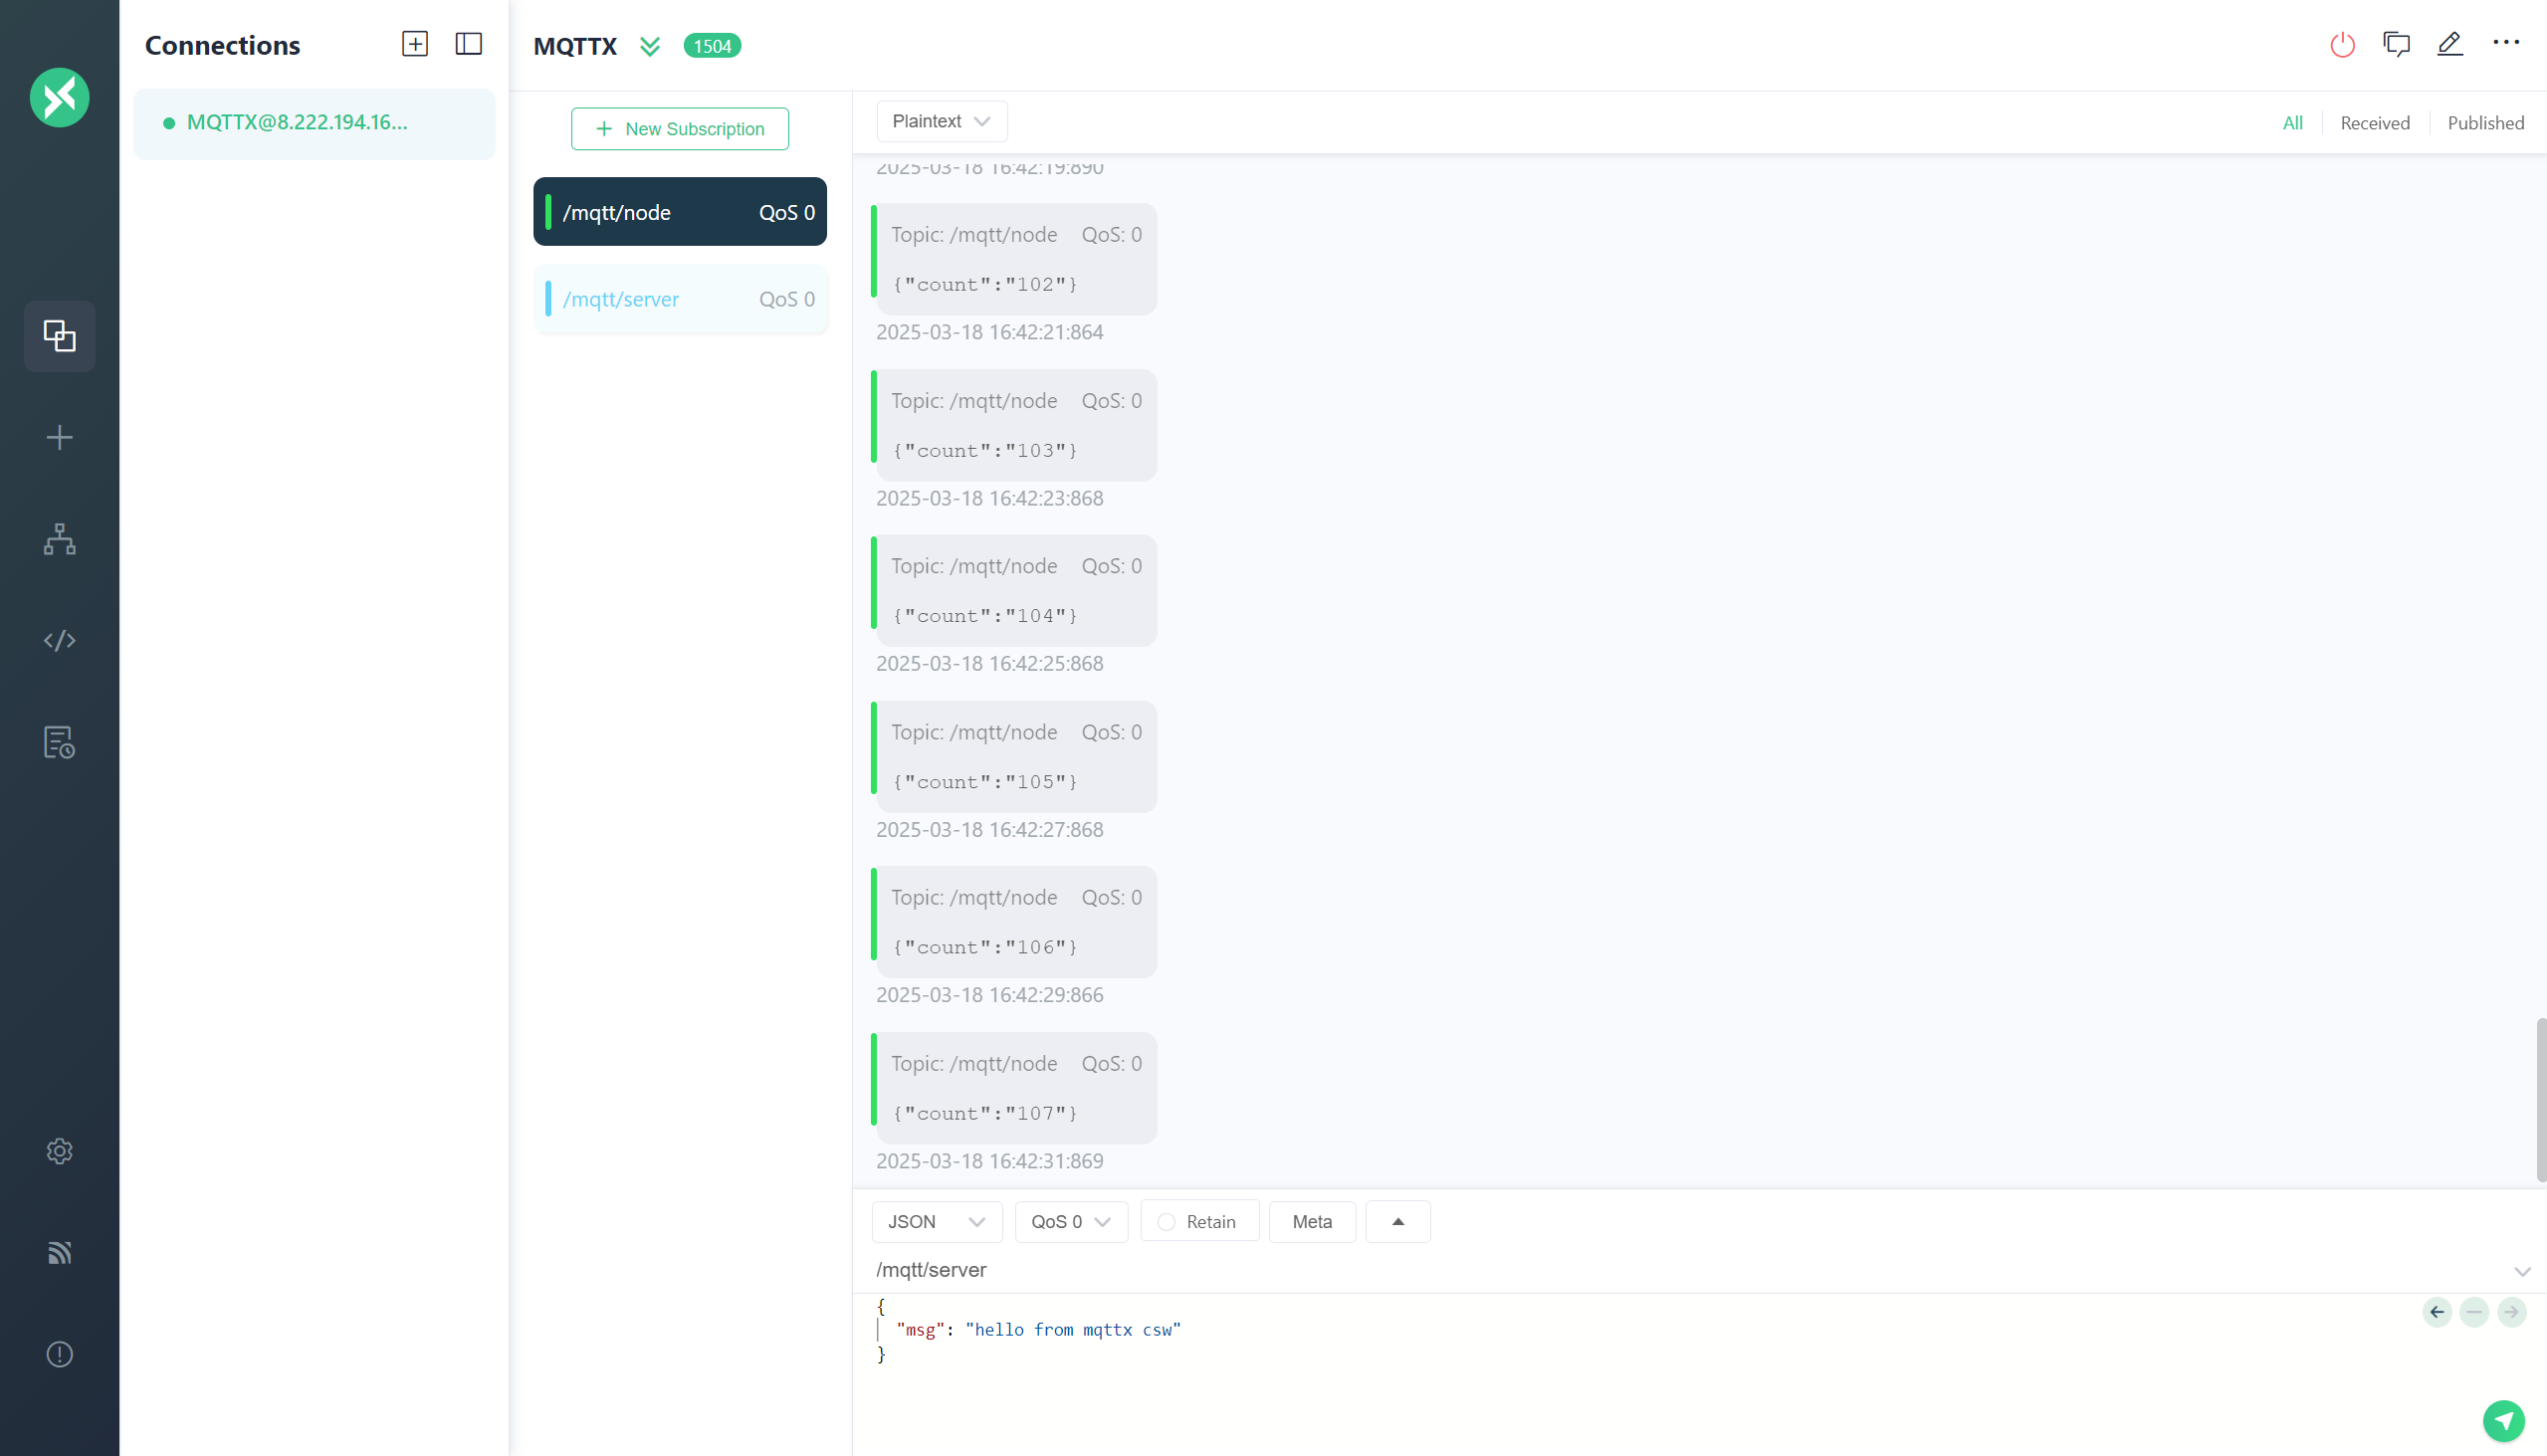 Connections
MQTTX@8.222.194.16...
MQTTX 1504
New Subscription
/mqtt/node QoS 0
/mqtt/server QoS 0
Plaintext
All Received Published
2025-03-18 16:42:19:890
Topic: /mqtt/node QoS: 0
{"count":"102"}
2025-03-18 16:42:21:864
Topic: /mqtt/node QoS: 0
{"count":"103"}
2025-03-18 16:42:23:868
Topic: /mqtt/node QoS: 0
{"count":"104"}
2025-03-18 16:42:25:868
Topic: /mqtt/node QoS: 0
{"count":"105"}
2025-03-18 16:42:27:868
Topic: /mqtt/node QoS: 0
{"count":"106"}
2025-03-18 16:42:29:866
Topic: /mqtt/node QoS: 0
{"count":"107"}
2025-03-18 16:42:31:869
JSON QoS 0 Retain Meta
/mqtt/server
{
"msg": "hello from mqttx csw"
}